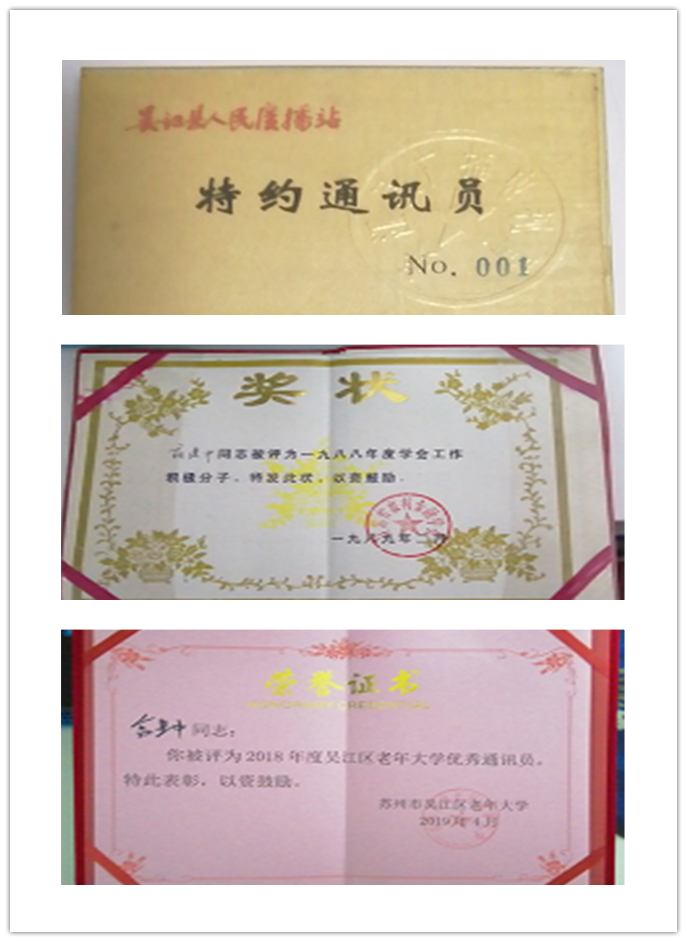 吴江县人民广播站
特约通讯员
No. 001
奖状
同志被评为一九八八年度学会工作
积极分子，特发此状，以资鼓励．
一九八九年二月
荣誉证书
HONORARY CREDENTIAL
同志：
你被评为2018年度吴江区老年大学优秀通讯员，
特此表彰，以资鼓励。
苏州市吴江区老年大学
2019年4月